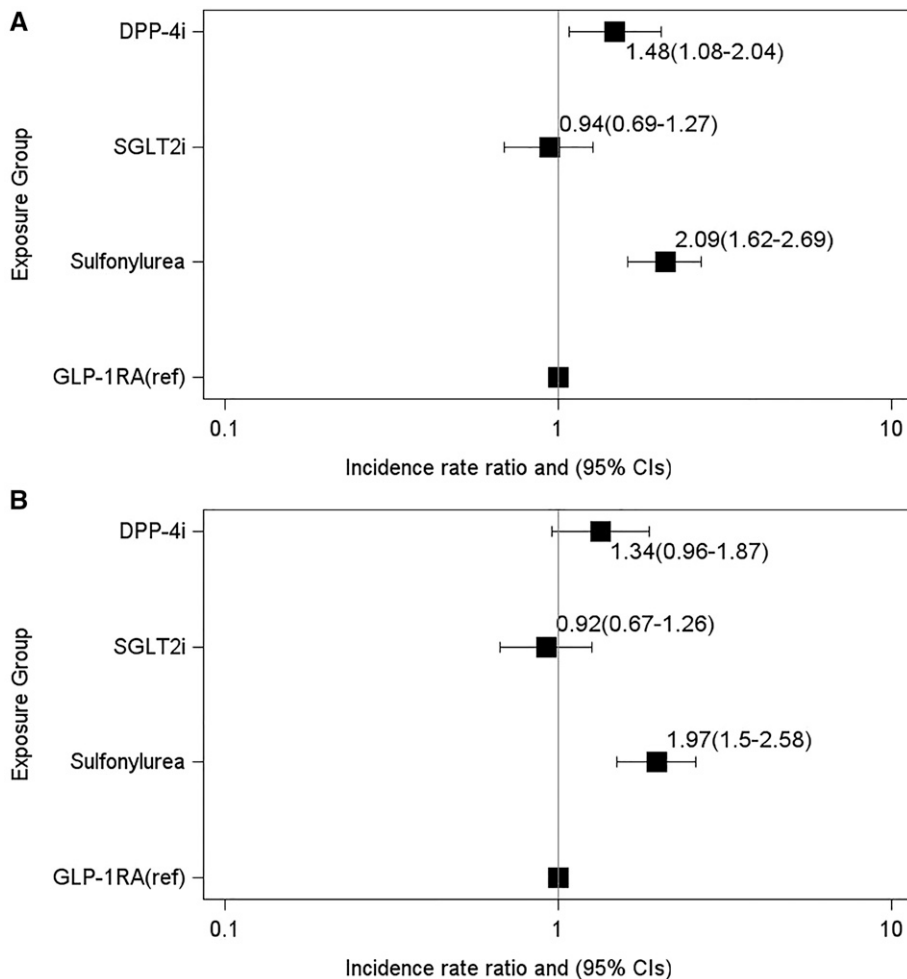 A
DPP-4i
1.48(1.08-2.04)
0.94(0.69-1.27)
SGLT2i
2.09(1.62-2.69)
Sulfonylurea
GLP-1RA(ref)
Exposure Group
0.1 1 10
Incidence rate ratio and (95% CIs)
B
DPP-4i
1.34(0.96-1.87)
0.92(0.67-1.26)
SGLT2i
1.97(1.5-2.58)
Sulfonylurea
GLP-1RA(ref)
Exposure Group
0.1 1 10
Incidence rate ratio and (95% CIs)